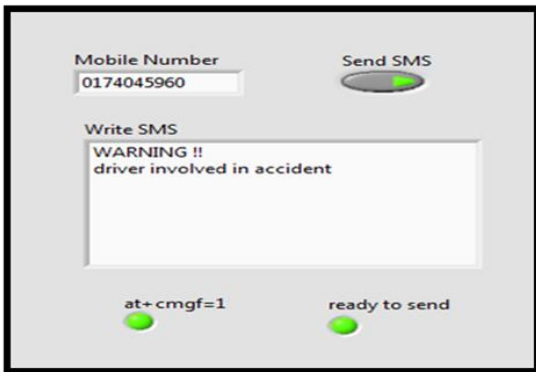 Mobile Number
Send SMS
0174045960
Write SMS
WARNING !!
driver involved in accident
at+cmgf=1
ready to send